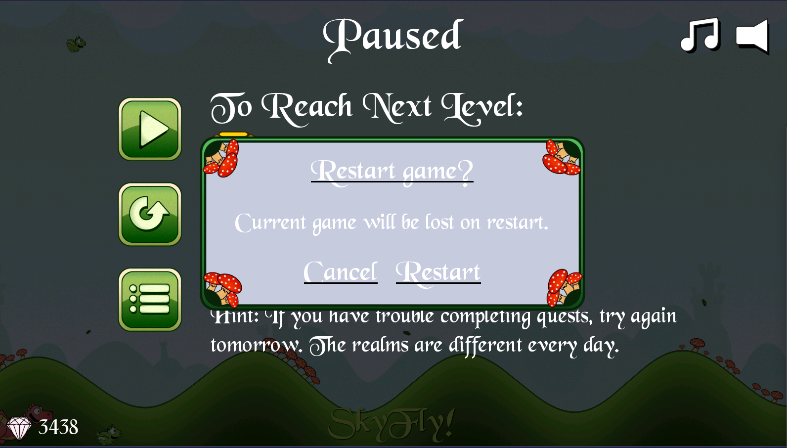 Paused
To Reach Next Level:
Restart game?
Current game will be lost on restart.
Cancel Restart
Hint: If you have trouble completing quests, try again
tomorrow. The realms are different every day.
3438
SkyFly!